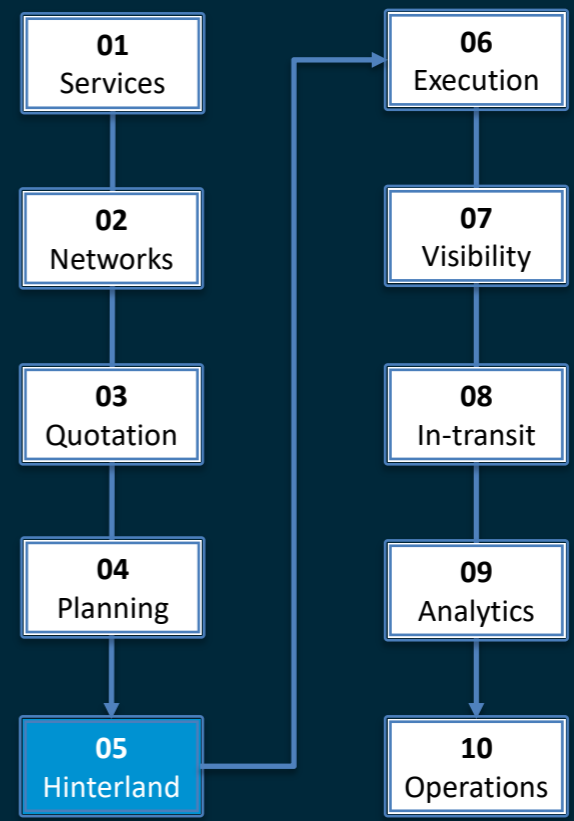 01
Services
02
Networks
03
Quotation
04
Planning
05
Hinterland
06
Execution
07
Visibility
08
In-transit
09
Analytics
10
Operations